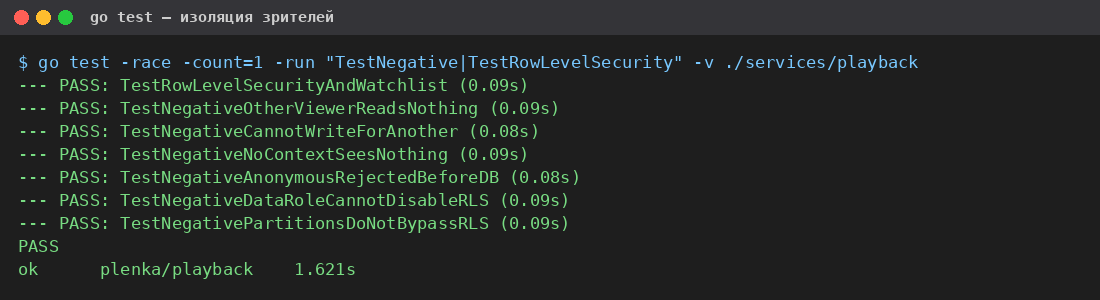 go test — изоляция зрителей
$ go test -race -count=1 -run "TestNegative|TestRowLevelSecurity" -v ./services/playback
--- PASS: TestRowLevelSecurityAndWatchlist (0.09s)
--- PASS: TestNegativeOtherViewerReadsNothing (0.09s)
--- PASS: TestNegativeCannotWriteForAnother (0.08s)
--- PASS: TestNegativeNoContextSeesNothing (0.09s)
--- PASS: TestNegativeAnonymousRejectedBeforeDB (0.08s)
--- PASS: TestNegativeDataRoleCannotDisableRLS (0.09s)
--- PASS: TestNegativePartitionsDoNotBypassRLS (0.09s)
PASS
ok      plenka/playback    1.621s